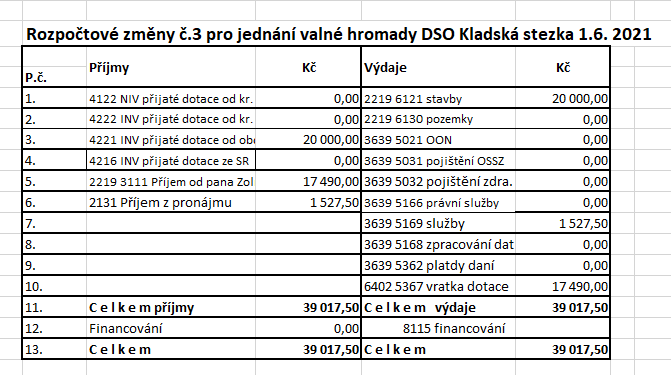 Rozpočtové změny č.3 pro jednání valné hromady DSO Kladská stezka 1.6. 2021
P.č. Příjmy Kč Výdaje Kč
1. 4122 NIV přijaté dotace od kr. 0,00 2219 6121 stavby 20 000,00
2. 4222 INV přijaté dotace od kr. 0,00 2219 6130 pozemky 0,00
3. 4221 INV přijaté dotace od obc 20 000,00 3639 5021 OON 0,00
4. 4216 INV přijaté dotace ze SR 0,00 3639 5031 pojištění OSSZ 0,00
5. 2219 3111 Příjem od pana Zol 17 490,00 3639 5032 pojištění zdra. 0,00
6. 2131 Příjem z pronájmu 1 527,50 3639 5166 právní služby 0,00
7. 3639 5169 služby 1 527,50
8. 3639 5168 zpracování dat 0,00
9. 3639 5362 platdy daní 0,00
10. 6402 5367 vratka dotace 17 490,00
11. C e l k e m příjmy 39 017,50 C e l k e m výdaje 39 017,50
12. Financování 0,00 8115 financování
13. C e l k e m 39 017,50 C e l k e m 39 017,50